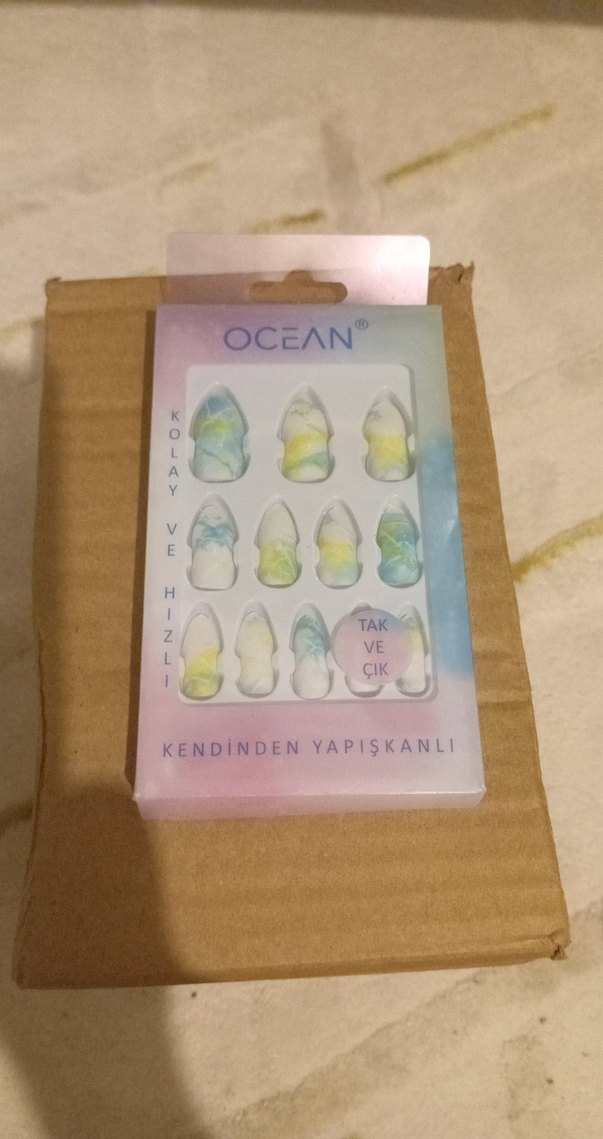 OCEAN®
KOLAY VE HIZLI
TAK
VE
ÇIK
KENDİNDEN YAPIŞKANLI